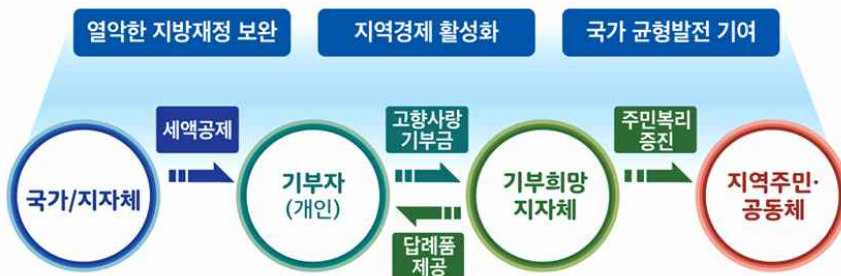 열악한 지방재정 보완
지역경제 활성화
국가 균형발전 기여
세액공제
고향사랑
기부금
주민복리
증진
국가/지자체
기부자
(개인)
기부희망
지자체
지역주민·
공동체
답례품
제공